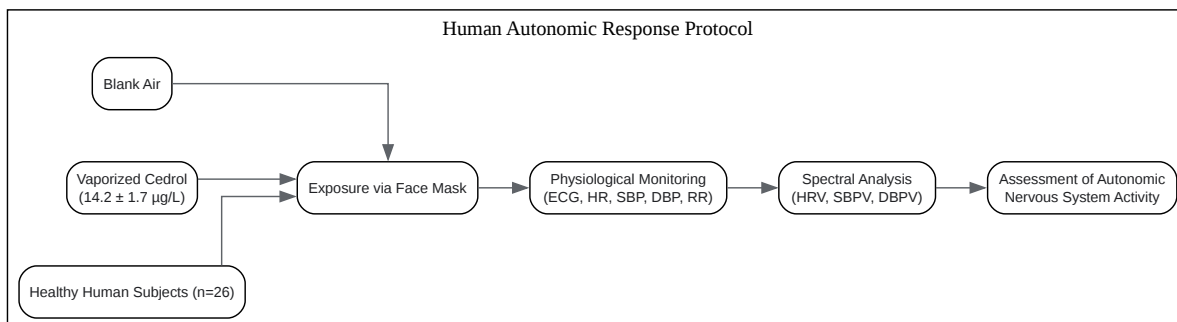 Human Autonomic Response Protocol
Blank Air
Vaporized Cedrol
(14.2 ± 1.7 µg/L)
Healthy Human Subjects (n=26)
Exposure via Face Mask
Physiological Monitoring
(ECG, HR, SBP, DBP, RR)
Spectral Analysis
(HRV, SBPV, DBPV)
Assessment of Autonomic
Nervous System Activity